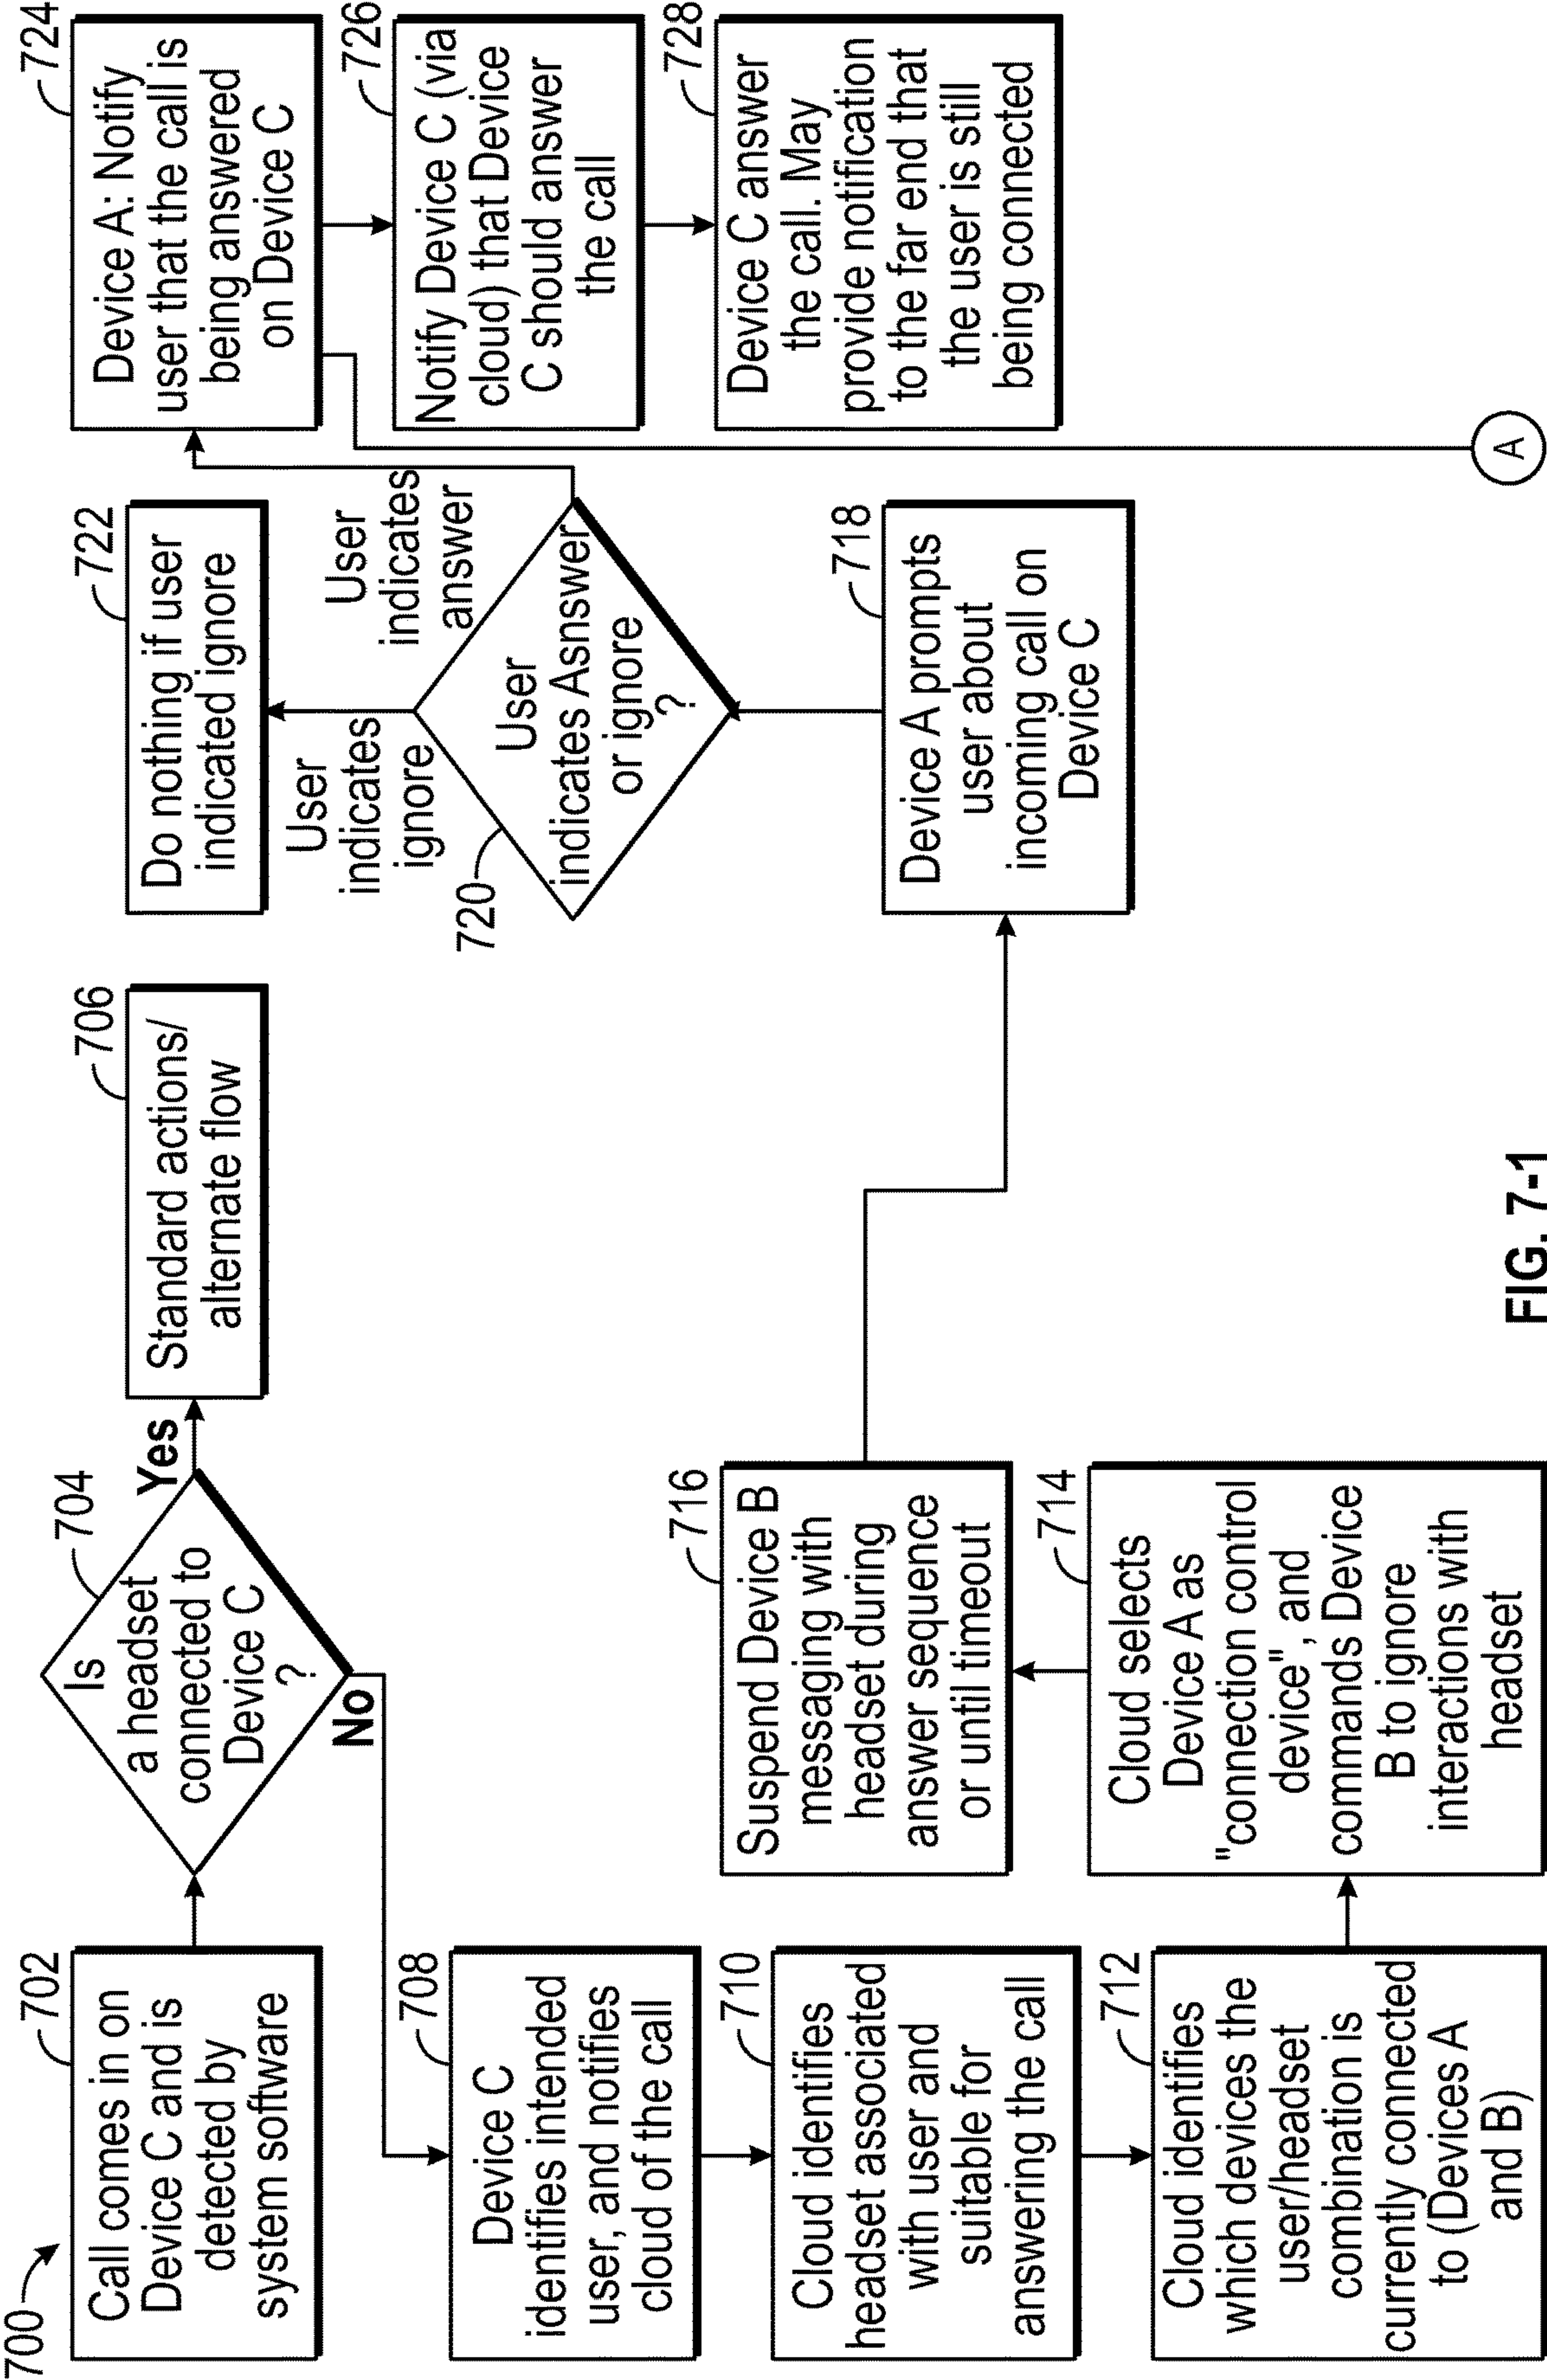 700
702
Call comes in on
Device C and is
detected by
system software
704
Is
a headset
connected to
Device C
?
Yes
No
706
Standard actions/
alternate flow
708
Device C
identifies intended
user, and notifies
cloud of the call
710
Cloud identifies
headset associated
with user and
suitable for
answering the call
712
Cloud identifies
which devices the
user/headset
combination is
currently connected
to (Devices A
and B)
714
Cloud selects
Device A as
"connection control
device", and
commands Device
B to ignore
interactions with
headset
716
Suspend Device B
messaging with
headset during
answer sequence
or until timeout
718
Device A prompts
user about
incoming call on
Device C
720
User
indicates Asnswer
or ignore
?
User
indicates
ignore
User
indicates
answer
722
Do nothing if user
indicated ignore
724
Device A: Notify
user that the call is
being answered
on Device C
726
Notify Device C (via
cloud) that Device
C should answer
the call
728
Device C answer
the call. May
provide notification
to the far end that
the user is still
being connected
A
FIG. 7-1